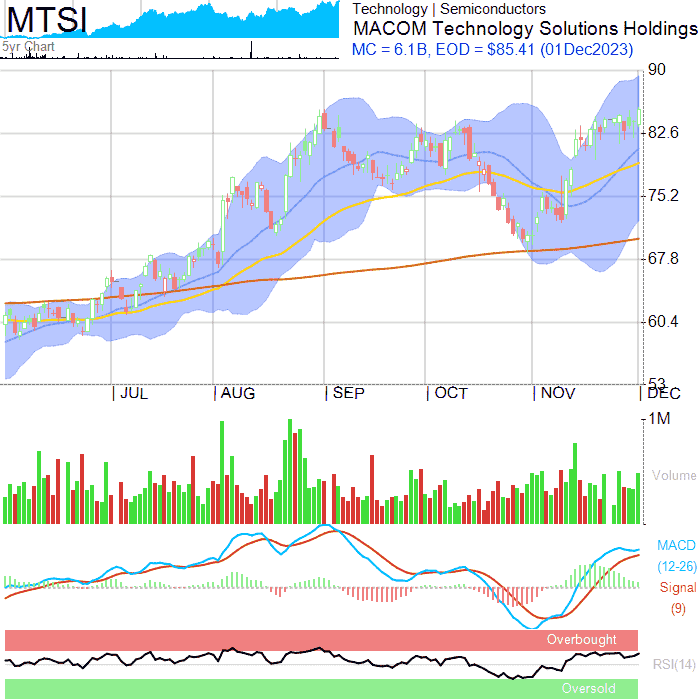 MTSI
5yr Chart
Technology | Semiconductors
MACOM Technology Solutions Holdings
MC = 6.1B, EOD = $85.41 (01Dec2023)
90
82.6
75.2
67.8
60.4
53
JUL AUG SEP OCT NOV DEC
1M
Volume
MACD
(12-26)
Signal
(9)
Overbought
RSI(14)
Oversold